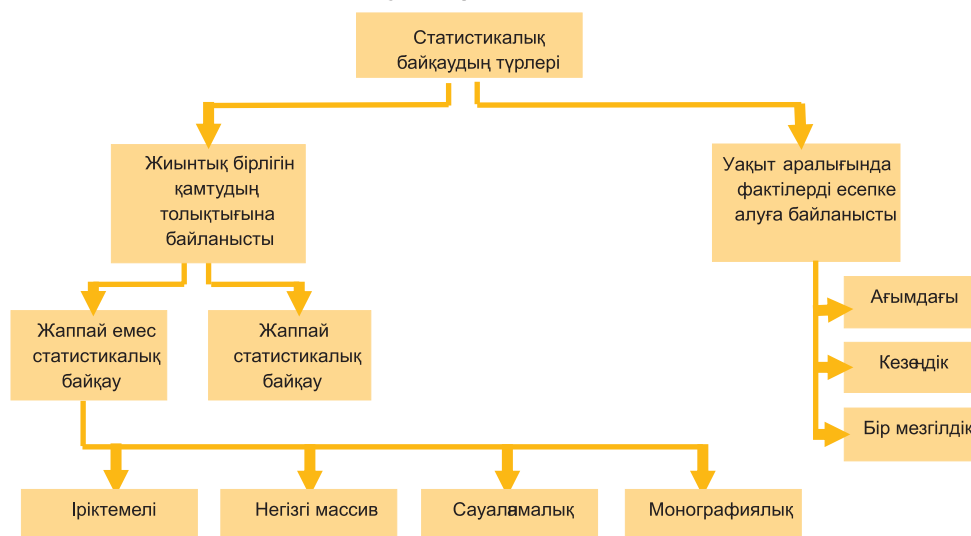 Статистикалық
байқаудың түрлері
Жиынтық бірлігін
қамтудың
толықтығына
байланысты
Уақыт аралығында
фактілерді есепке
алуға байланысты
Жаппай емес
статистикалық
байқау
Жаппай
статистикалық
байқау
Ағымдағы
Кезеңдік
Бір мезгілдік
Іріктемелі
Негізгі массив
Сауалнамалық
Монографиялық